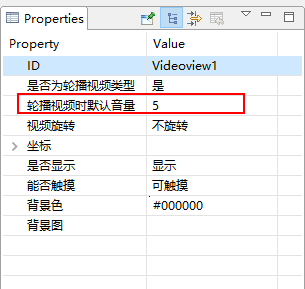 Properties
Property Value
ID Videoview1
是否为轮播视频类型 是
轮播视频时默认音量 5
视频旋转 不旋转
坐标
是否显示 显示
能否触摸 可触摸
背景色 #000000
背景图